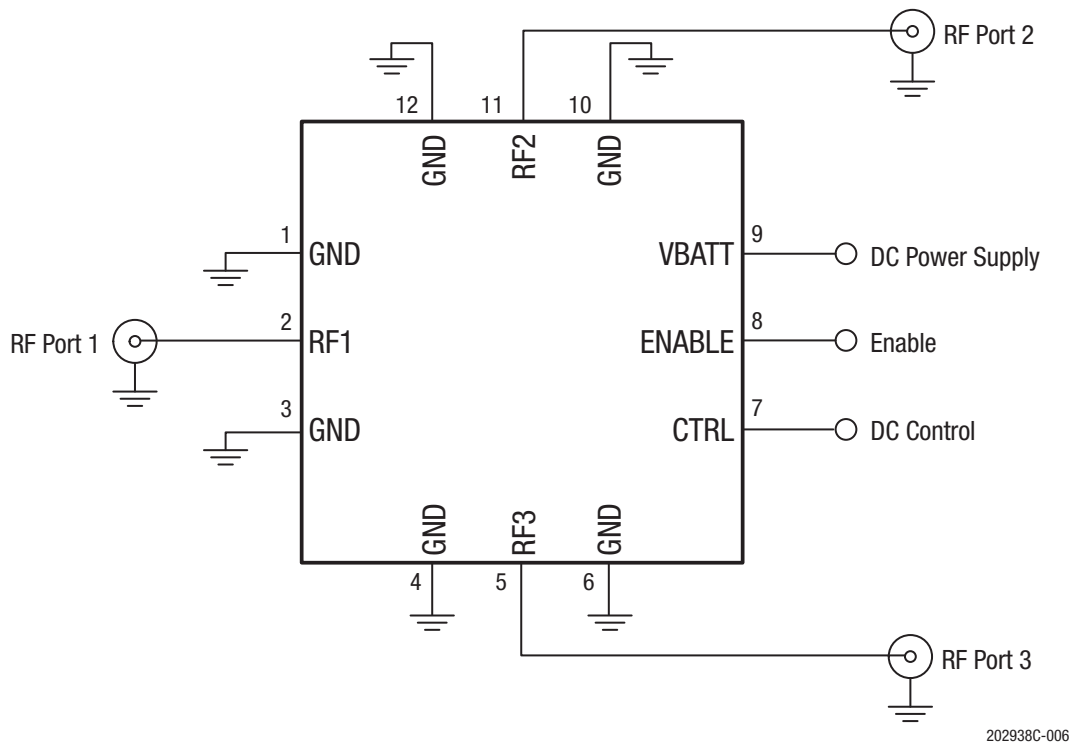 RF Port 2
12
11
10
GND
RF2
GND
1
GND
VBATT
9
DC Power Supply
RF Port 1
2
RF1
ENABLE
8
Enable
3
GND
CTRL
7
DC Control
GND
RF3
GND
4
5
6
RF Port 3
202938C-006